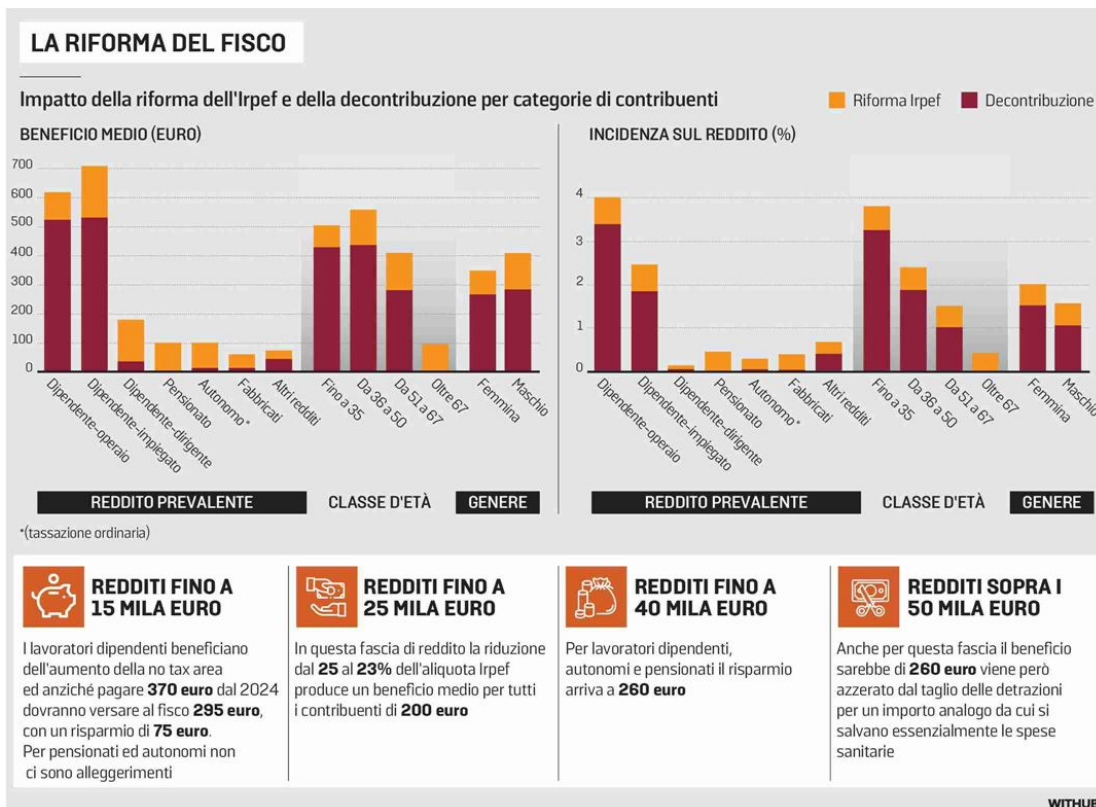 LA RIFORMA DEL FISCO
Impatto della riforma dell'Irpef e della decontribuzione per categorie di contribuenti
Riforma Irpef
Decontribuzione
BENEFICIO MEDIO (EURO)
700
600
500
400
300
200
100
0
Dipendente-operaio
Dipendente-impiegato
Dipendente-dirigente
Pensionato
Autonomo*
Fabbricati
Altri redditi
Fino a 35
Da 36 a 50
Da 51 a 67
Oltre 67
Femmina
Maschio
REDDITO PREVALENTE
CLASSE D'ETÀ
GENERE
INCIDENZA SUL REDDITO (%)
4
3
2
1
0
Dipendente-operaio
Dipendente-impiegato
Dipendente-dirigente
Pensionato
Autonomo*
Fabbricati
Altri redditi
Fino a 35
Da 36 a 50
Da 51 a 67
Oltre 67
Femmina
Maschio
REDDITO PREVALENTE
CLASSE D'ETÀ
GENERE
*(tassazione ordinaria)
REDDITI FINO A
15 MILA EURO
I lavoratori dipendenti beneficiano
dell'aumento della no tax area
ed anziché pagare 370 euro dal 2024
dovranno versare al fisco 295 euro,
con un risparmio di 75 euro.
Per pensionati ed autonomi non
ci sono alleggerimenti
REDDITI FINO A
25 MILA EURO
In questa fascia di reddito la riduzione
dal 25 al 23% dell'aliquota Irpef
produce un beneficio medio per tutti
i contribuenti di 200 euro
REDDITI FINO A
40 MILA EURO
Per lavoratori dipendenti,
autonomi e pensionati il risparmio
arriva a 260 euro
REDDITI SOPRA I
50 MILA EURO
Anche per questa fascia il beneficio
sarebbe di 260 euro viene però
azzerato dal taglio delle detrazioni
per un importo analogo da cui si
salvano essenzialmente le spese
sanitarie
WITHUB